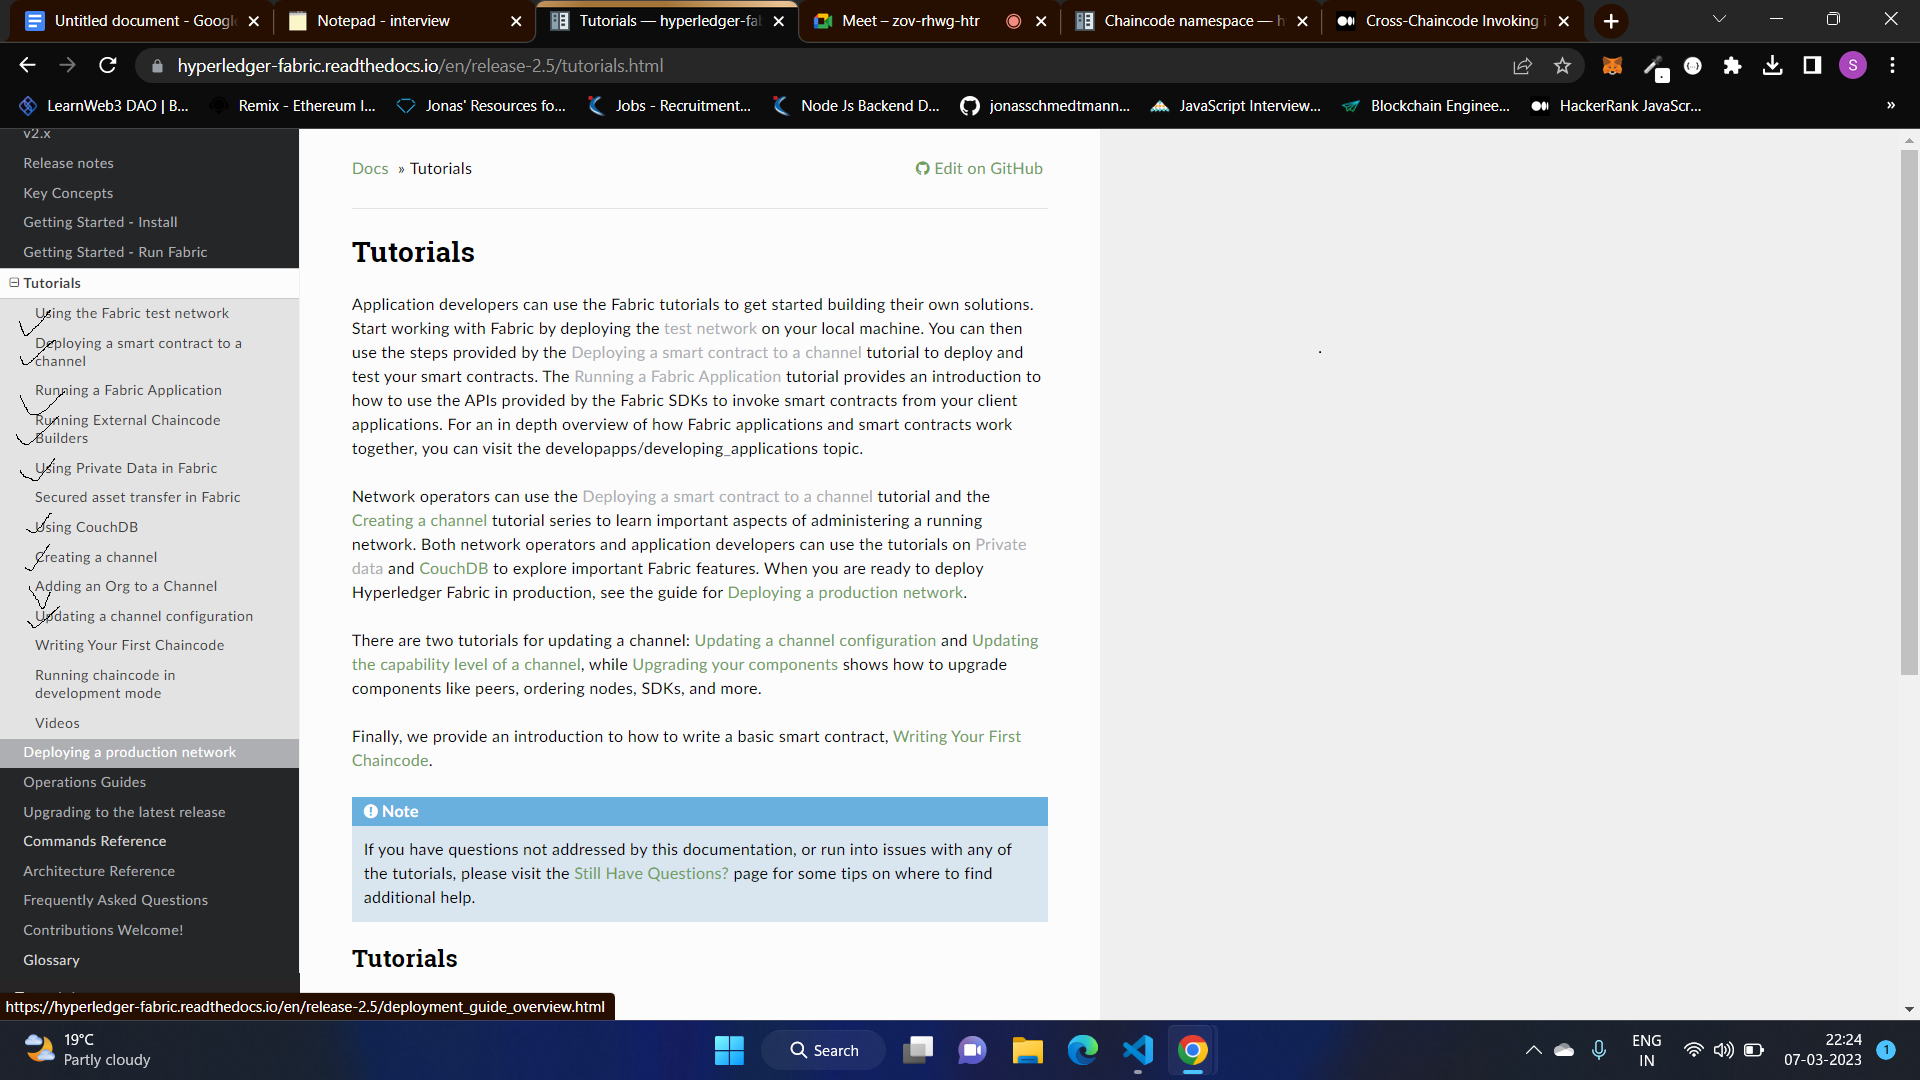 Untitled document - Googl
Notepad - interview
Tutorials — hyperledger-fab
Meet – zov-rhwg-htr
Chaincode namespace — h
Cross-Chaincode Invoking i
hyperledger-fabric.readthedocs.io/en/release-2.5/tutorials.html
S
LearnWeb3 DAO | B...
Remix - Ethereum I...
Jonas' Resources fo...
Jobs - Recruitment...
Node Js Backend D...
jonasschmedtmann...
JavaScript Interview...
Blockchain Enginee...
HackerRank JavaScr...
»
v2.x
Release notes
Key Concepts
Getting Started - Install
Getting Started - Run Fabric
Tutorials
Using the Fabric test network
Deploying a smart contract to a
channel
Running a Fabric Application
Running External Chaincode
Builders
Using Private Data in Fabric
Secured asset transfer in Fabric
Using CouchDB
Creating a channel
Adding an Org to a Channel
Updating a channel configuration
Writing Your First Chaincode
Running chaincode in
development mode
Videos
Deploying a production network
Operations Guides
Upgrading to the latest release
Commands Reference
Architecture Reference
Frequently Asked Questions
Contributions Welcome!
Glossary
Docs » Tutorials
Edit on GitHub
Tutorials
Application developers can use the Fabric tutorials to get started building their own solutions.
Start working with Fabric by deploying the test network on your local machine. You can then
use the steps provided by the Deploying a smart contract to a channel tutorial to deploy and
test your smart contracts. The Running a Fabric Application tutorial provides an introduction to
how to use the APIs provided by the Fabric SDKs to invoke smart contracts from your client
applications. For an in depth overview of how Fabric applications and smart contracts work
together, you can visit the developapps/developing_applications topic.
Network operators can use the Deploying a smart contract to a channel tutorial and the
Creating a channel tutorial series to learn important aspects of administering a running
network. Both network operators and application developers can use the tutorials on Private
data and CouchDB to explore important Fabric features. When you are ready to deploy
Hyperledger Fabric in production, see the guide for Deploying a production network.
There are two tutorials for updating a channel: Updating a channel configuration and Updating
the capability level of a channel, while Upgrading your components shows how to upgrade
components like peers, ordering nodes, SDKs, and more.
Finally, we provide an introduction to how to write a basic smart contract, Writing Your First
Chaincode.
Note
If you have questions not addressed by this documentation, or run into issues with any of
the tutorials, please visit the Still Have Questions? page for some tips on where to find
additional help.
Tutorials
https://hyperledger-fabric.readthedocs.io/en/release-2.5/deployment_guide_overview.html
19°C
Partly cloudy
Search
ENG
IN
22:24
07-03-2023
1